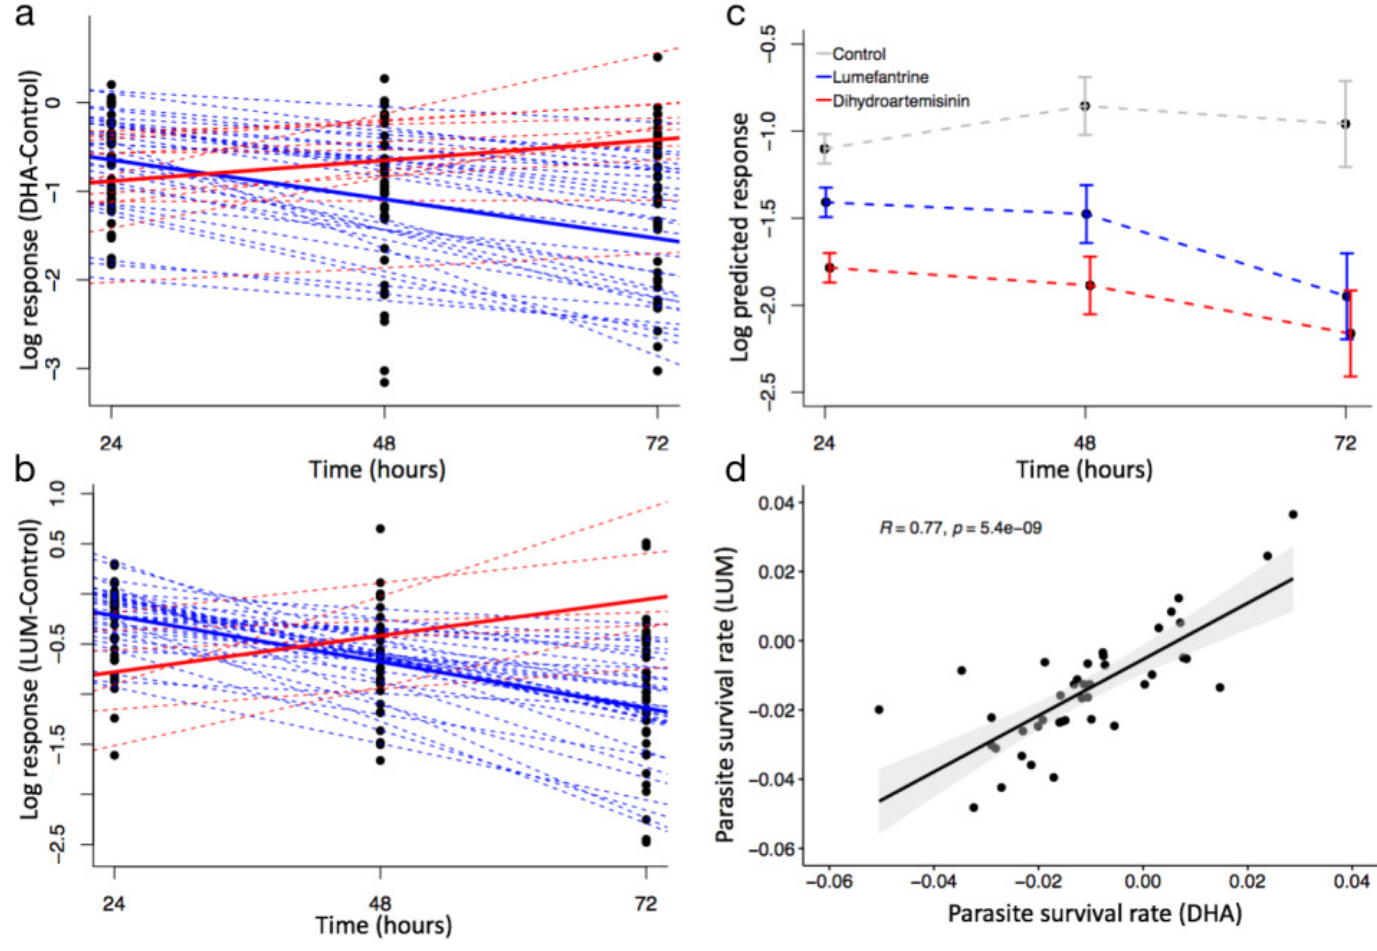 a
Log response (DHA-Control)
0
−1
−2
−3
24
48
72
Time (hours)
b
Log response (LUM-Control)
1.0
0.5
−0.5
−1.5
−2.5
24
48
72
Time (hours)
c
Log predicted response
−0.5
−1.0
−1.5
−2.0
−2.5
Control
Lumefantrine
Dihydroartemisinin
24
48
72
Time (hours)
d
Parasite survival rate (LUM)
0.04
0.02
0.00
−0.02
−0.04
−0.06
R = 0.77, p = 5.4e−09
−0.06
−0.04
−0.02
0.00
0.02
0.04
Parasite survival rate (DHA)